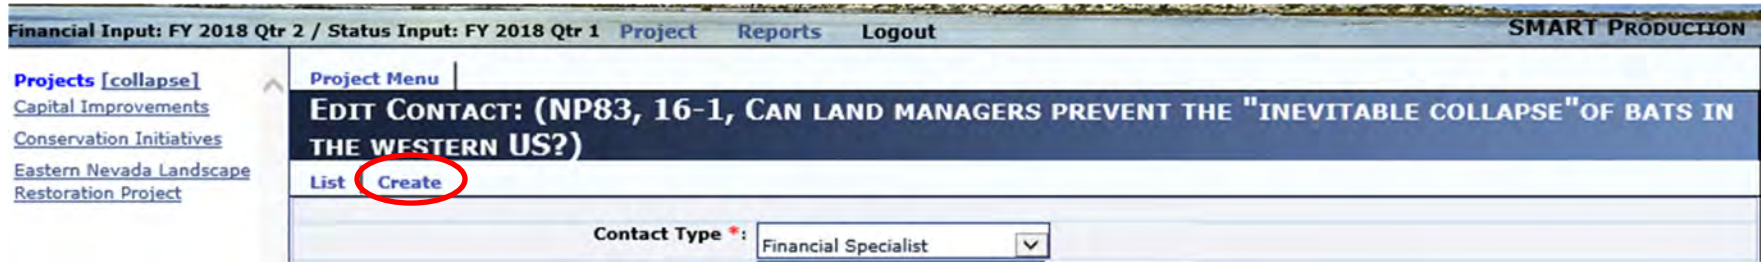 Financial Input: FY 2018 Qtr 2 / Status Input: FY 2018 Qtr 1 Project Reports Logout SMART PRODUCTION
Projects [collapse]
Capital Improvements
Conservation Initiatives
Eastern Nevada Landscape
Restoration Project
Project Menu
EDIT CONTACT: (NP83, 16-1, CAN LAND MANAGERS PREVENT THE "INEVITABLE COLLAPSE"OF BATS IN
THE WESTERN US?)
List | Create
Contact Type *: Financial Specialist